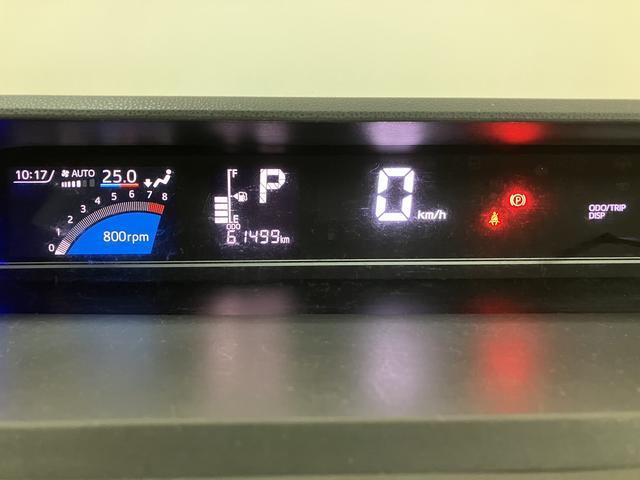 10:17 AUTO 25.0
0 1 2 3 4 5 6 7 8
800rpm
F
P
E
ODO
61499km
0 km/h
P
ODO/TRIP
DISP